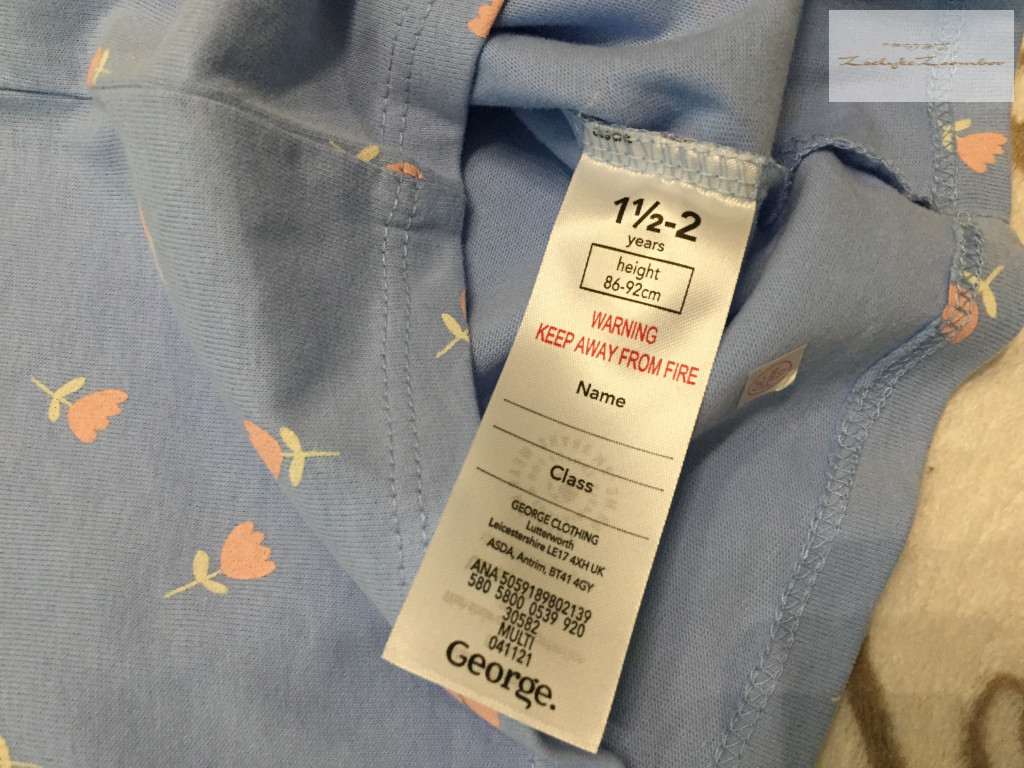 1½-2
years
height
86-92cm
WARNING
KEEP AWAY FROM FIRE
Name
Class
GEORGE CLOTHING
Lutterworth
Leicestershire LE17 4XH UK
ASDA, Antrim, BT41 4GY
ANA 5059189802139
580 5800 0539 920
30582
MULTI
041121
George.